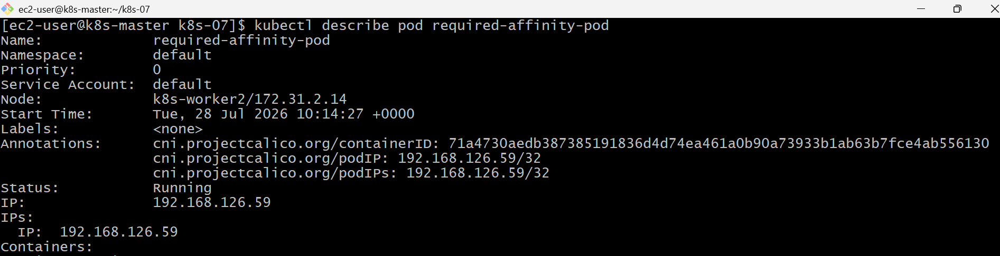 ec2-user@k8s-master:~/k8s-07
[ec2-user@k8s-master k8s-07]$ kubectl describe pod required-affinity-pod
Name:             required-affinity-pod
Namespace:        default
Priority:         0
Service Account:  default
Node:             k8s-worker2/172.31.2.14
Start Time:       Tue, 28 Jul 2026 10:14:27 +0000
Labels:           <none>
Annotations:      cni.projectcalico.org/containerID: 71a4730aedb387385191836d4d74ea461a0b90a73933b1ab63b7fce4ab556130
                  cni.projectcalico.org/podIP: 192.168.126.59/32
                  cni.projectcalico.org/podIPs: 192.168.126.59/32
Status:           Running
IP:               192.168.126.59
IPs:
  IP:  192.168.126.59
Containers: